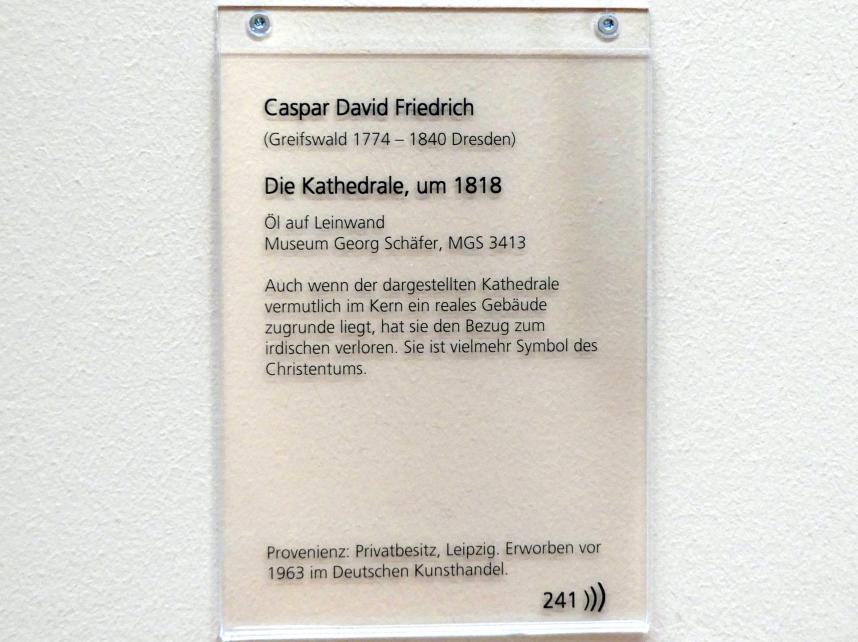 Caspar David Friedrich
(Greifswald 1774 – 1840 Dresden)
Die Kathedrale, um 1818
Öl auf Leinwand
Museum Georg Schäfer, MGS 3413
Auch wenn der dargestellten Kathedrale
vermutlich im Kern ein reales Gebäude
zugrunde liegt, hat sie den Bezug zum
irdischen verloren. Sie ist vielmehr Symbol des
Christentums.
Provenienz: Privatbesitz, Leipzig. Erworben vor
1963 im Deutschen Kunsthandel.
241